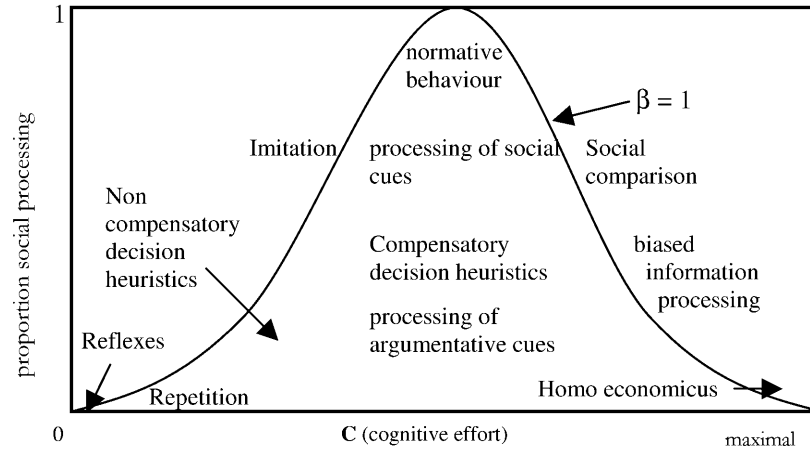 1
normative
behaviour
β = 1
Imitation
processing of social
cues
Social
comparison
Non
compensatory
decision
heuristics
Compensatory
decision heuristics
biased
information
processing
processing of
argumentative cues
Reflexes
Repetition
Homo economicus
proportion social processing
0
C (cognitive effort)
maximal